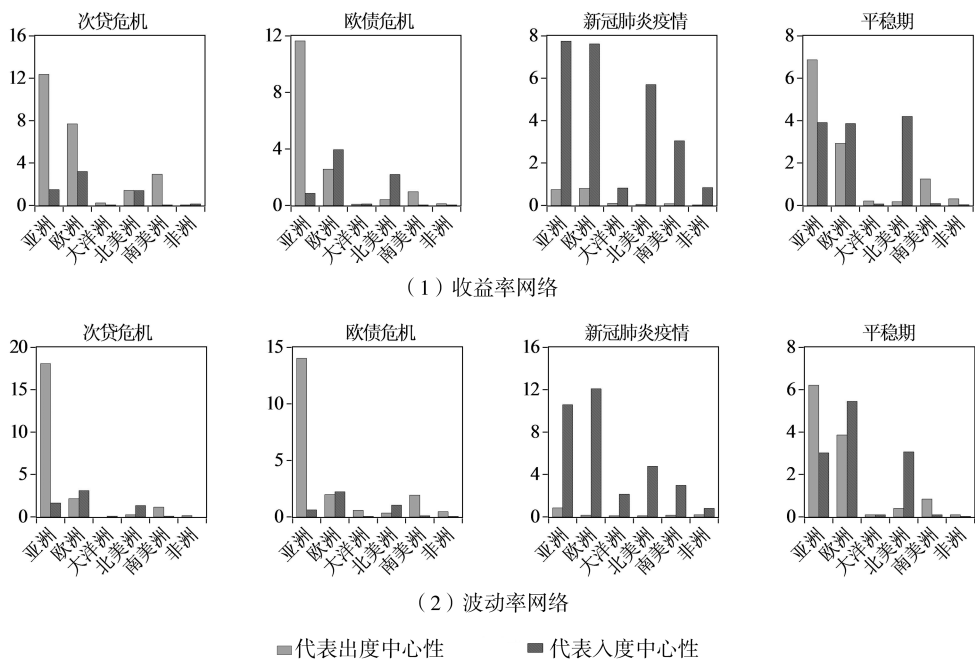 次贷危机 欧债危机 新冠肺炎疫情 平稳期
16 12 8 8
12 6 6
8 8 4 4
4 4 2 2
0 0 0 0
亚洲 欧洲 大洋洲 北美洲 南美洲 非洲 亚洲 欧洲 大洋洲 北美洲 南美洲 非洲 亚洲 欧洲 大洋洲 北美洲 南美洲 非洲 亚洲 欧洲 大洋洲 北美洲 南美洲 非洲
（1）收益率网络
次贷危机 欧债危机 新冠肺炎疫情 平稳期
20 15 16 8
15 12 6
10 10 8 4
5 5 4 2
0 0 0 0
亚洲 欧洲 大洋洲 北美洲 南美洲 非洲 亚洲 欧洲 大洋洲 北美洲 南美洲 非洲 亚洲 欧洲 大洋洲 北美洲 南美洲 非洲 亚洲 欧洲 大洋洲 北美洲 南美洲 非洲
（2）波动率网络
代表出度中心性 代表入度中心性